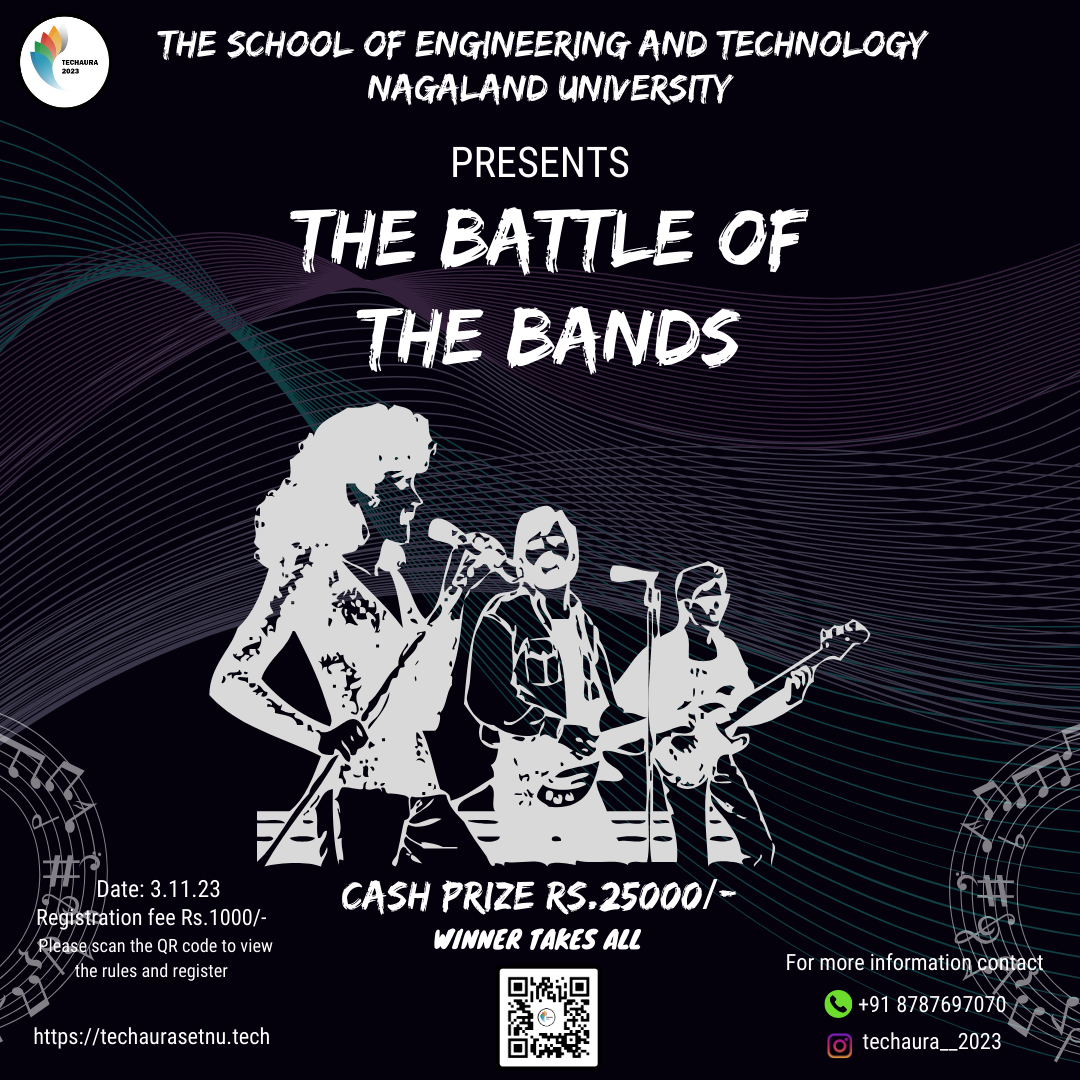 TECHAURA
2023
THE SCHOOL OF ENGINEERING AND TECHNOLOGY
NAGALAND UNIVERSITY
PRESENTS
THE BATTLE OF
THE BANDS
CASH PRIZE RS.25000/-
WINNER TAKES ALL
Date: 3.11.23
Registration fee Rs.1000/-
Please scan the QR code to view
the rules and register
https://techaurasetnu.tech
For more information contact
+91 8787697070
techaura__2023